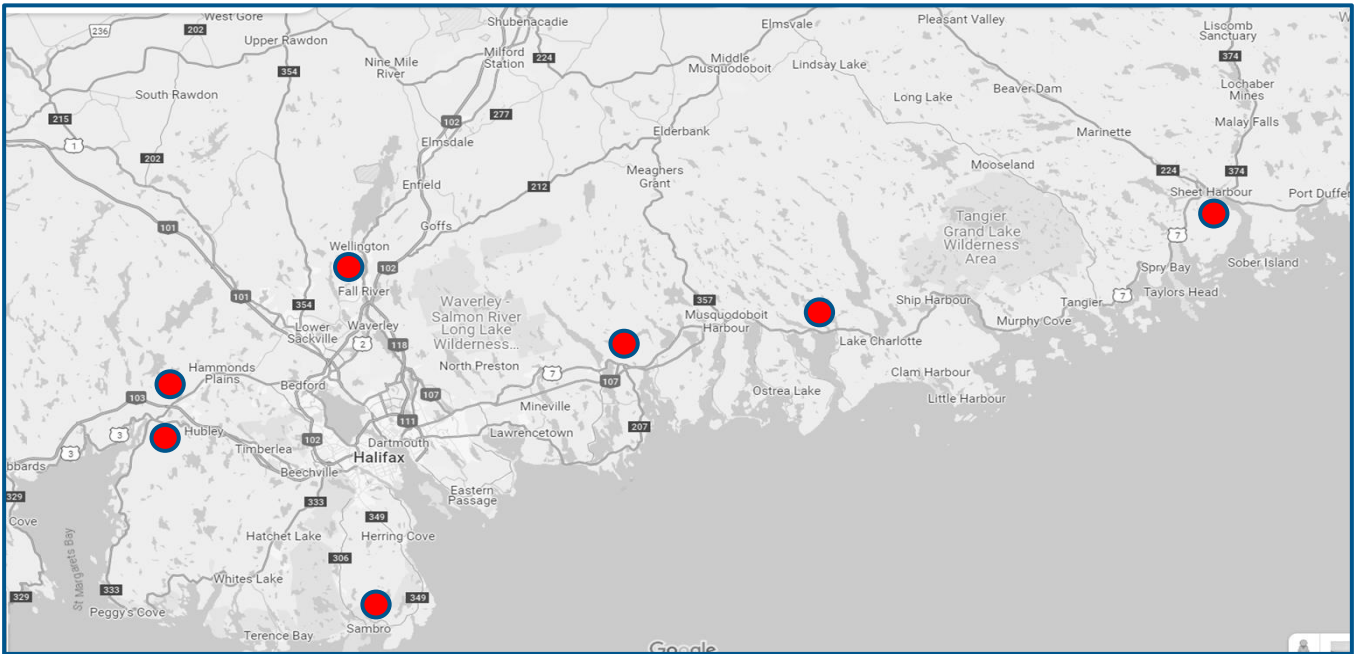 West Gore
202
236
Upper Rawdon
354
Shubenacadie
Milford
Station
224
Nine Mile
River
Elmsvale
Middle
Musquodoboit
Lindsay Lake
Pleasant Valley
Liscomb
Sanctuary
374
Lochaber
Mines
Malay Falls
South Rawdon
215
1
202
102
277
Elmsdale
Long Lake
Beaver Dam
Marinette
Elderbank
Meaghers
Grant
Mooseland
224
374
Sheet Harbour
Port Duffer
Enfield
212
Goffs
101
Tangier
Grand Lake
Wilderness
Area
7
Sober Island
Spry Bay
Taylors Head
Wellington
102
Fall River
101
354
Lower
Sackville
Waverley
2
118
Waverley -
Salmon River
Long Lake
Wilderness...
357
Musquodoboit
Harbour
Ship Harbour
Tangier
7
Murphy Cove
Lake Charlotte
Clam Harbour
Little Harbour
Ostrea Lake
Hammonds
Plains
Bedford
North Preston
7
107
107
103
3
3
Hubley
Timberlea
102
111
Dartmouth
Halifax
Mineville
Lawrencetown
207
bbards
Beechville
Eastern
Passage
329
Cove
333
349
Hatchet Lake
Herring Cove
306
St Margarets Bay
Whites Lake
329
333
Peggy's Cove
349
Sambro
Terence Bay
Google